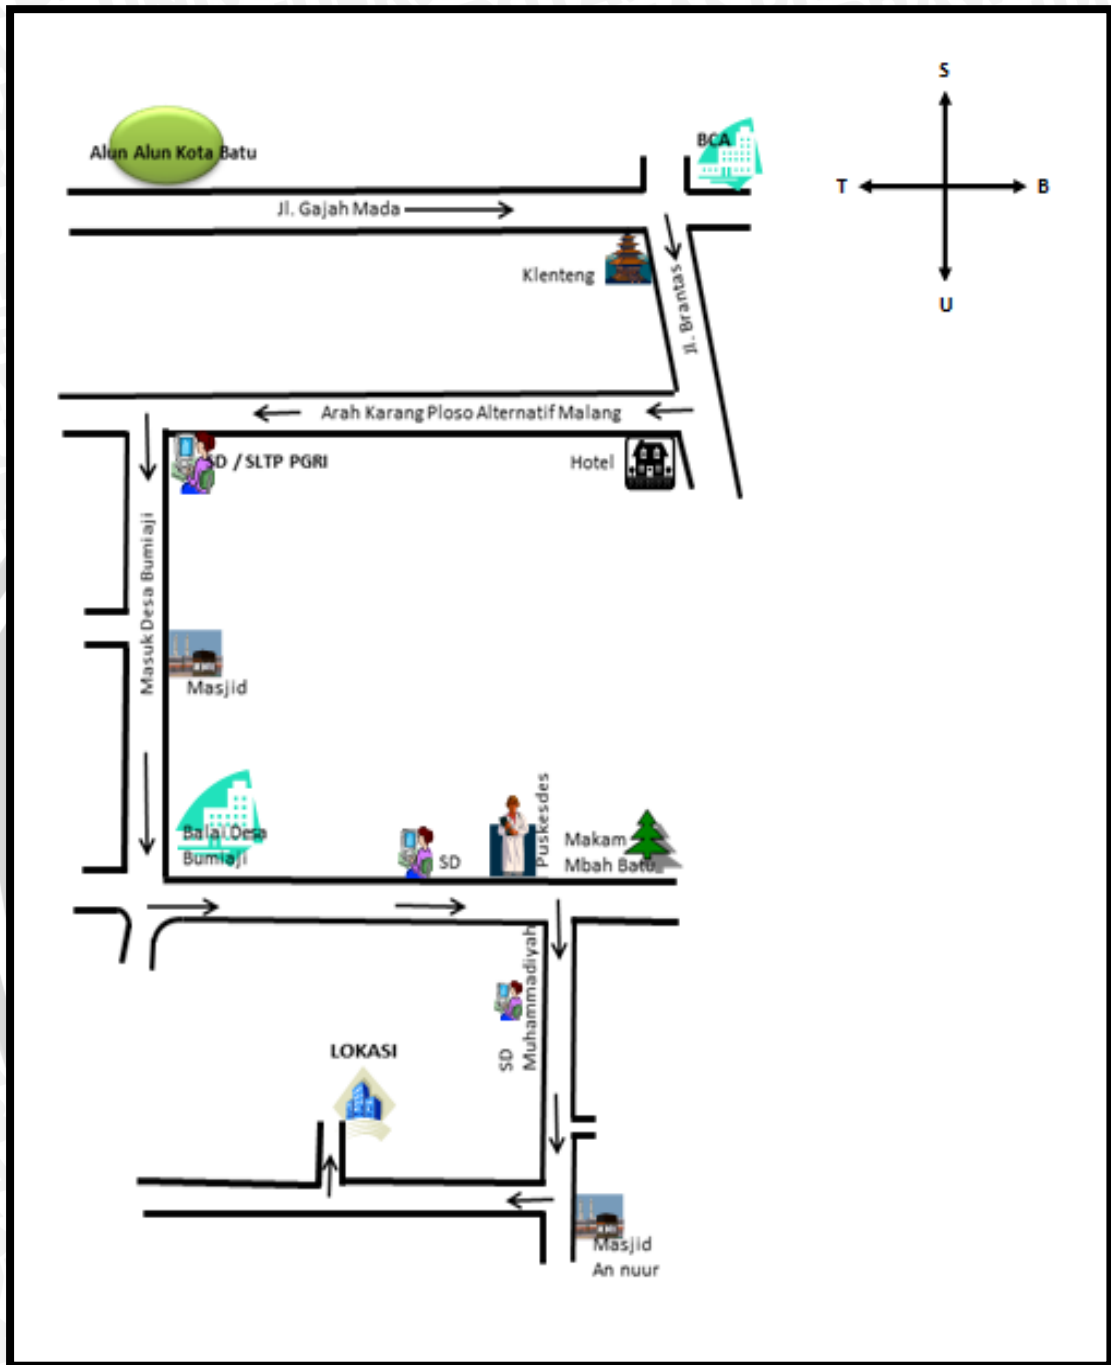 S
BCA
Alun Alun Kota Batu
T
B
Jl. Gajah Mada
Klenteng
Jl. Brantas
U
Arah Karang Ploso Alternatif Malang
SD / SLTP PGRI
Hotel
Masuk Desa Bumiaji
Masjid
Balai Desa
Bumiaji
SD
Puskesdes
Makam
Mbah Batu
SD
Muhammadiyah
LOKASI
Masjid
An nuur